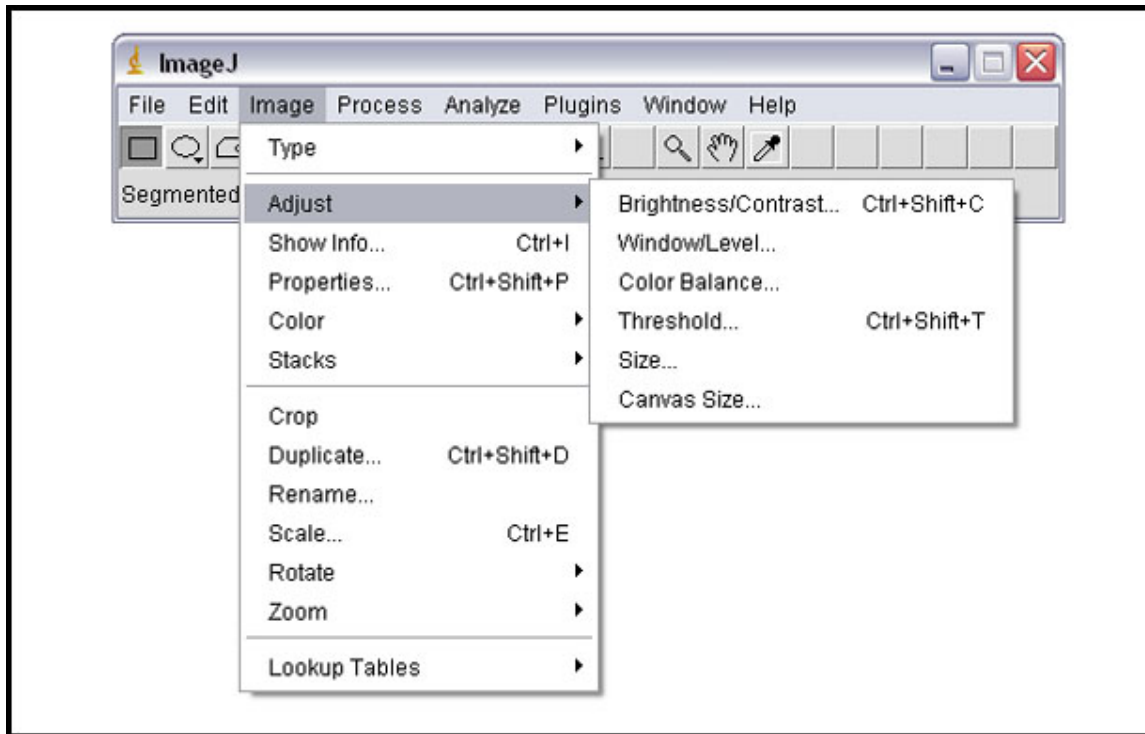 ImageJ
File Edit Image Process Analyze Plugins Window Help
Type
Segmented
Adjust
Show Info... Ctrl+I
Properties... Ctrl+Shift+P
Color
Stacks
Crop
Duplicate... Ctrl+Shift+D
Rename...
Scale... Ctrl+E
Rotate
Zoom
Lookup Tables
Brightness/Contrast... Ctrl+Shift+C
Window/Level...
Color Balance...
Threshold... Ctrl+Shift+T
Size...
Canvas Size...